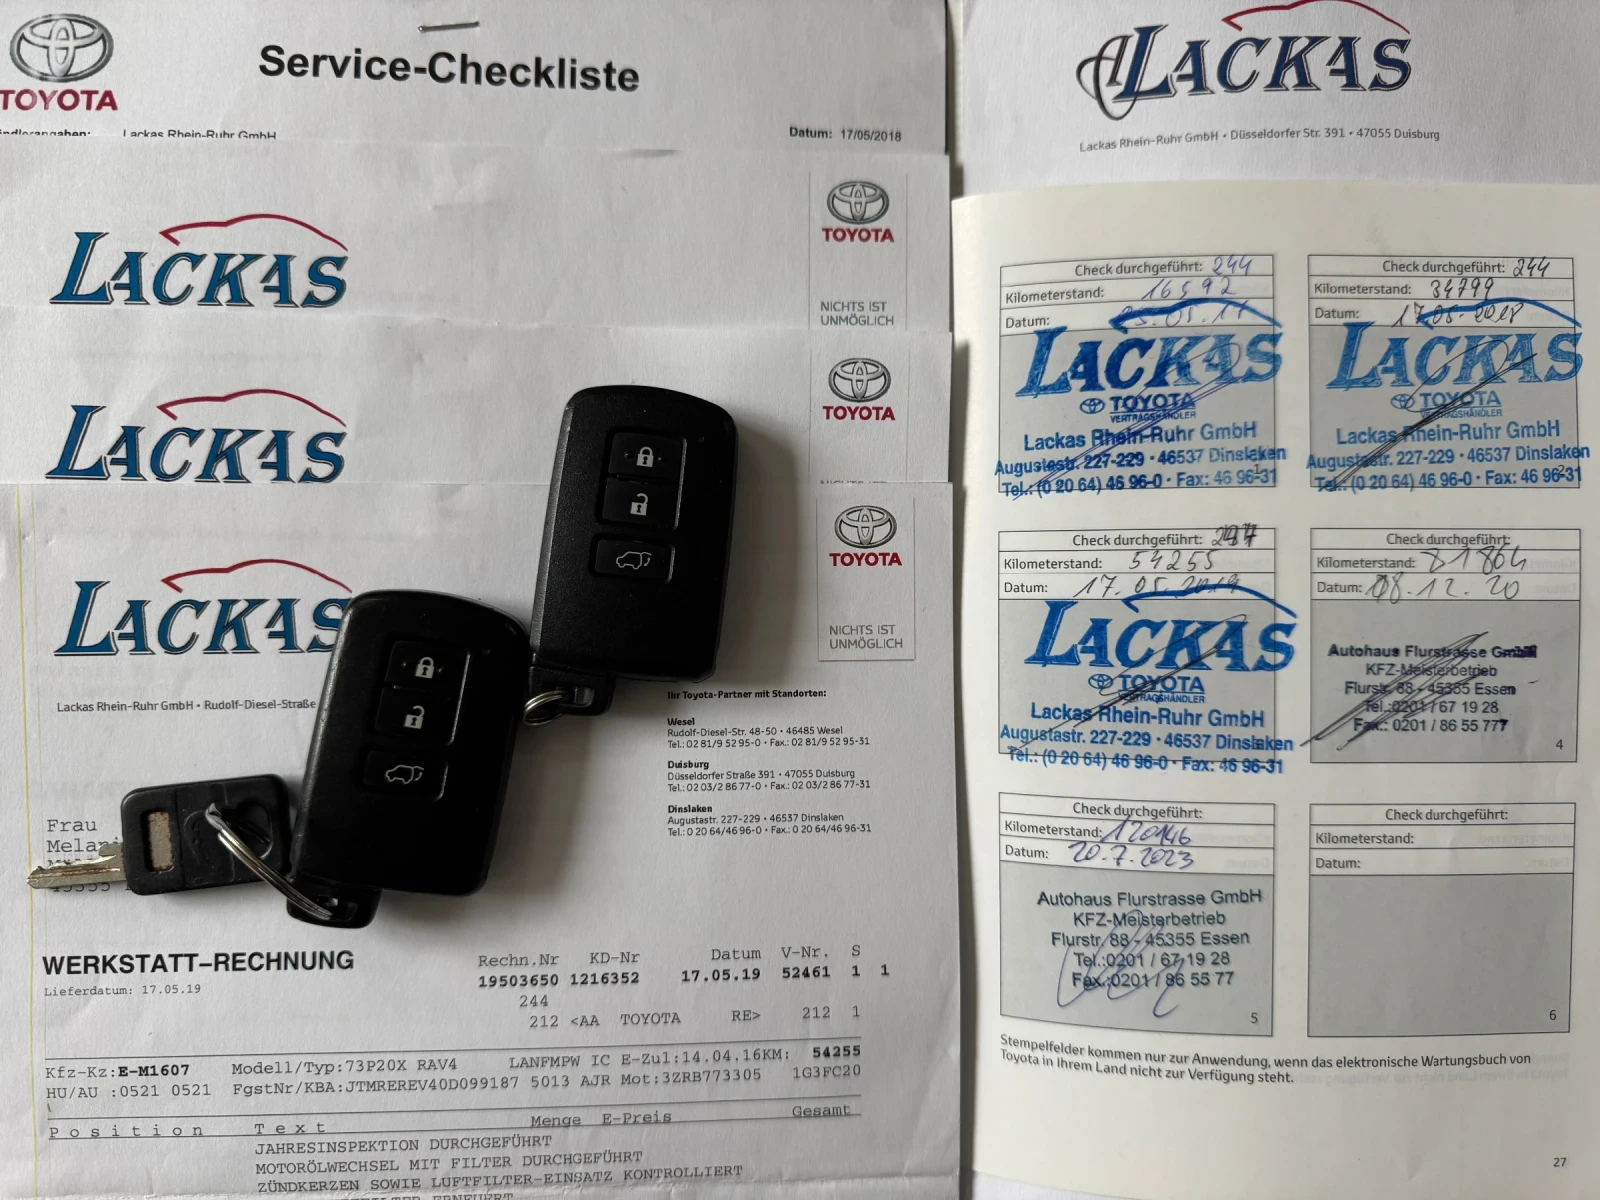 TOYOTA
Service-Checkliste
Lackas Rhein-Ruhr GmbH
Datum: 17/05/2018
LACKAS
TOYOTA
NICHTS IST
UNMÖGLICH
LACKAS
TOYOTA
LACKAS
TOYOTA
NICHTS IST
UNMÖGLICH
Lackas Rhein-Ruhr GmbH • Rudolf-Diesel-Straße
Ihr Toyota-Partner mit Standorten:
Wesel
Rudolf-Diesel-Str. 48-50 • 46485 Wesel
Tel.: 02 81/9 52 95-0 • Fax.: 02 81/9 52 95-31
Duisburg
Düsseldorfer Straße 391 • 47055 Duisburg
Tel.: 02 03/2 86 77-0 • Fax.: 02 03/2 86 77-31
Dinslaken
Augustastr. 227-229 • 46537 Dinslaken
Tel.: 0 20 64/46 96-0 • Fax.: 0 20 64/46 96-31
Frau
WERKSTATT-RECHNUNG
Lieferdatum: 17.05.19
Rechn.Nr KD-Nr Datum V-Nr. S
19503650 1216352 17.05.19 52461 1 1
244
212 <AA TOYOTA RE> 212 1
Kfz-Kz:E-M1607 Modell/Typ:73P20X RAV4 LANFMPW IC E-Zul:14.04.16KM: 54255
HU/AU :0521 0521 FgstNr/KBA:JTMREREV40D099187 5013 AJR Mot:3ZRB773305 1G3FC20
Position Text Menge E-Preis Gesamt
JAHRESINSPEKTION DURCHGEFÜHRT
MOTORÖLWECHSEL MIT FILTER DURCHGEFÜHRT
ZÜNDKERZEN SOWIE LUFTFILTER-EINSATZ KONTROLLIERT
LACKAS
Lackas Rhein-Ruhr GmbH • Düsseldorfer Str. 391 • 47055 Duisburg
Check durchgeführt: 244
Kilometerstand: 16592
Datum:
LACKAS
TOYOTA
VERTRAGSHÄNDLER
Lackas Rhein-Ruhr GmbH
Augustastr. 227-229 • 46537 Dinslaken
Tel.: (0 20 64) 46 96-0 • Fax: 46 96-31
1
Check durchgeführt: 244
Kilometerstand: 34799
Datum: 17.05.2018
LACKAS
TOYOTA
VERTRAGSHÄNDLER
Lackas Rhein-Ruhr GmbH
Augustastr. 227-229 • 46537 Dinslaken
Tel.: (0 20 64) 46 96-0 • Fax: 46 96-31
2
Check durchgeführt:
Kilometerstand: 54255
Datum: 17.05.2019
LACKAS
TOYOTA
VERTRAGSHÄNDLER
Lackas Rhein-Ruhr GmbH
Augustastr. 227-229 • 46537 Dinslaken
Tel.: (0 20 64) 46 96-0 • Fax: 46 96-31
Check durchgeführt:
Kilometerstand: 81864
Datum: 08.12.20
Autohaus Flurstrasse GmbH
KFZ-Meisterbetrieb
Flurstr. 88 - 45355 Essen
Tel.:0201 / 67 19 28
Fax.: 0201 / 86 55 777
4
Check durchgeführt:
Kilometerstand: 120146
Datum: 20.7.2023
Autohaus Flurstrasse GmbH
KFZ-Meisterbetrieb
Flurstr. 88 - 45355 Essen
Tel.:0201 / 67 19 28
Fax.:0201 / 86 55 77
5
Check durchgeführt:
Kilometerstand:
Datum:
6
Stempelfelder kommen nur zur Anwendung, wenn das elektronische Wartungsbuch von
Toyota in Ihrem Land nicht zur Verfügung steht.
27